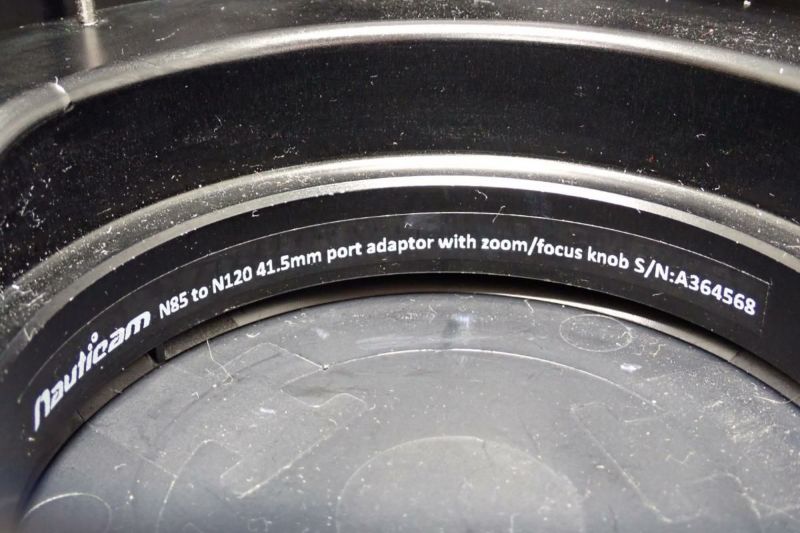 Nauticam N85 to N120 41.5mm port adaptor with zoom/focus knob S/N:A364568